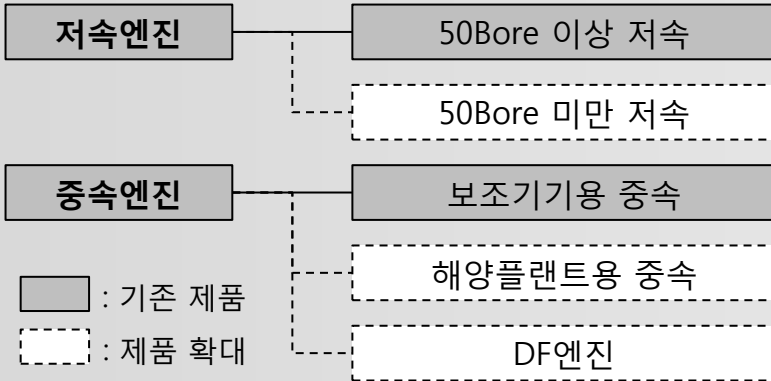 저속엔진
50Bore 이상 저속
50Bore 미만 저속
중속엔진
보조기기용 중속
해양플랜트용 중속
DF엔진
: 기존 제품
: 제품 확대